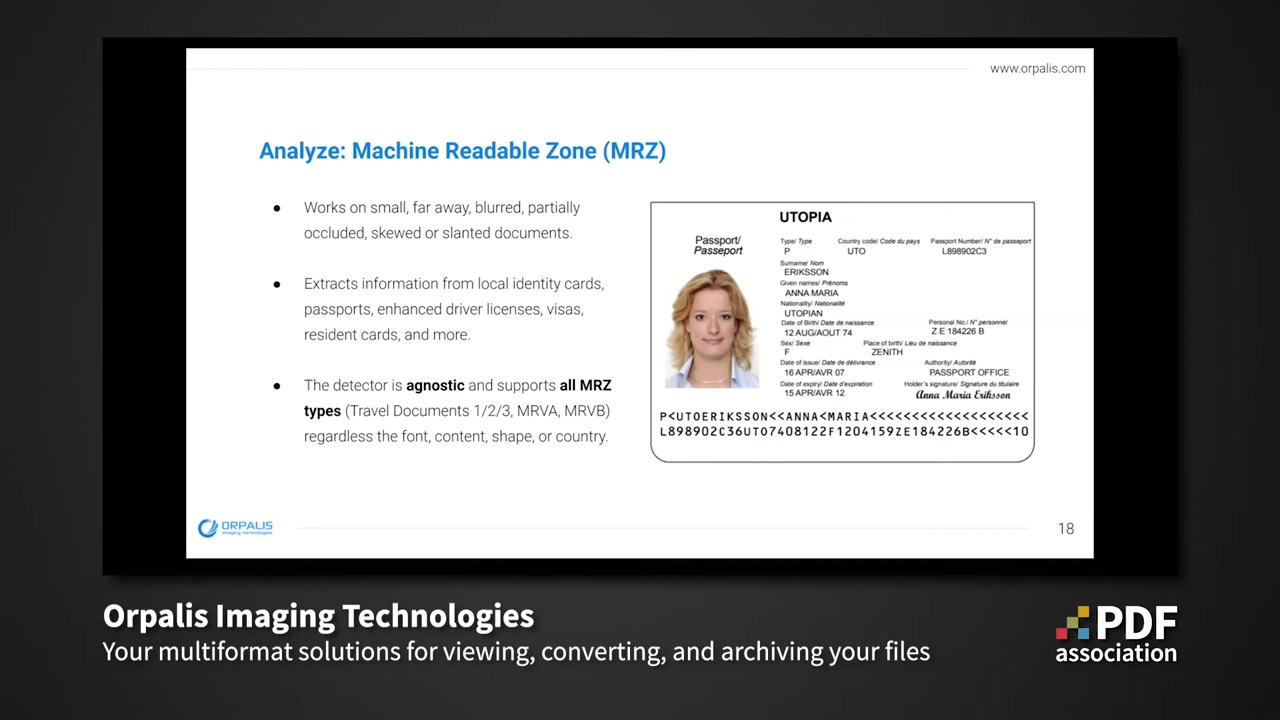 www.orpalis.com
Analyze: Machine Readable Zone (MRZ)
● Works on small, far away, blurred, partially
occluded, skewed or slanted documents.
● Extracts information from local identity cards,
passports, enhanced driver licenses, visas,
resident cards, and more.
● The detector is agnostic and supports all MRZ
types (Travel Documents 1/2/3, MRVA, MRVB)
regardless the font, content, shape, or country.
UTOPIA
Passport/
Passeport
Type/ Type Country code/ Code du pays Passport Number/ N° de passeport
P UTO L898902C3
Surname/ Nom
ERIKSSON
Given names/ Prénoms
ANNA MARIA
Nationality/ Nationalité
UTOPIAN
Date of Birth/ Date de naissance Personal No./ N° personnel
12 AUG/AOUT 74 Z E 184226 B
Sex/ Sexe Place of birth/ Lieu de naissance
F ZENITH
Date of issue/ Date de délivrance Authority/ Autorité
16 APR/AVR 07 PASSPORT OFFICE
Date of expiry/ Date d'expiration Holder's signature/ Signature du titulaire
15 APR/AVR 12 Anna Maria Eriksson
P<UTOERIKSSON<<ANNA<MARIA<<<<<<<<<<<<<<<<<<<
L898902C36UTO7408122F1204159ZE184226B<<<<<10
ORPALIS
Imaging Technologies
18
Orpalis Imaging Technologies
Your multiformat solutions for viewing, converting, and archiving your files
PDF
association